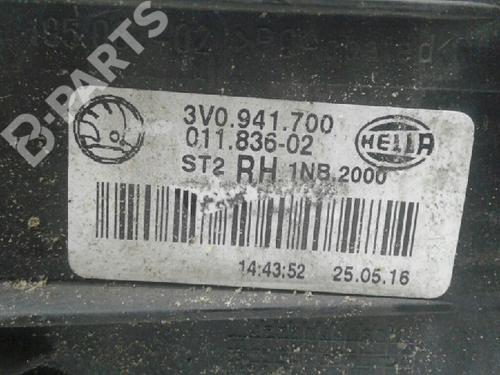 B-PARTS
3V0.941.700
011.836-02
HELLA
ST2 RH 1NB.2000
14:43:52 25.05.16